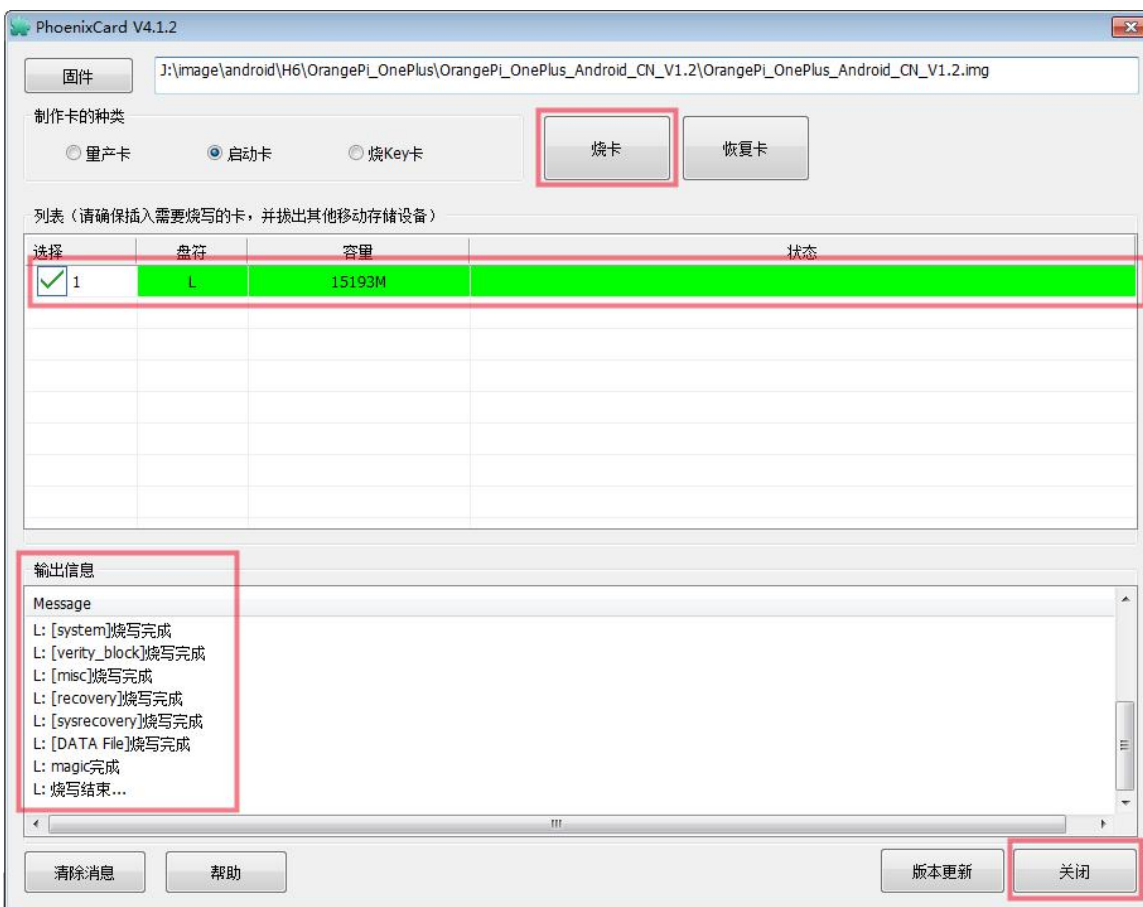 PhoenixCard V4.1.2
固件 J:\image\android\H6\OrangePi_OnePlus\OrangePi_OnePlus_Android_CN_V1.2\OrangePi_OnePlus_Android_CN_V1.2.img
制作卡的种类
量产卡 启动卡 烧Key卡 烧卡 恢复卡
列表（请确保插入需要烧写的卡，并拔出其他移动存储设备）
选择 盘符 容量 状态
1 L 15193M
输出信息
Message
L: [system]烧写完成
L: [verity_block]烧写完成
L: [misc]烧写完成
L: [recovery]烧写完成
L: [sysrecovery]烧写完成
L: [DATA File]烧写完成
L: magic完成
L: 烧写结束...
清除消息 帮助 版本更新 关闭